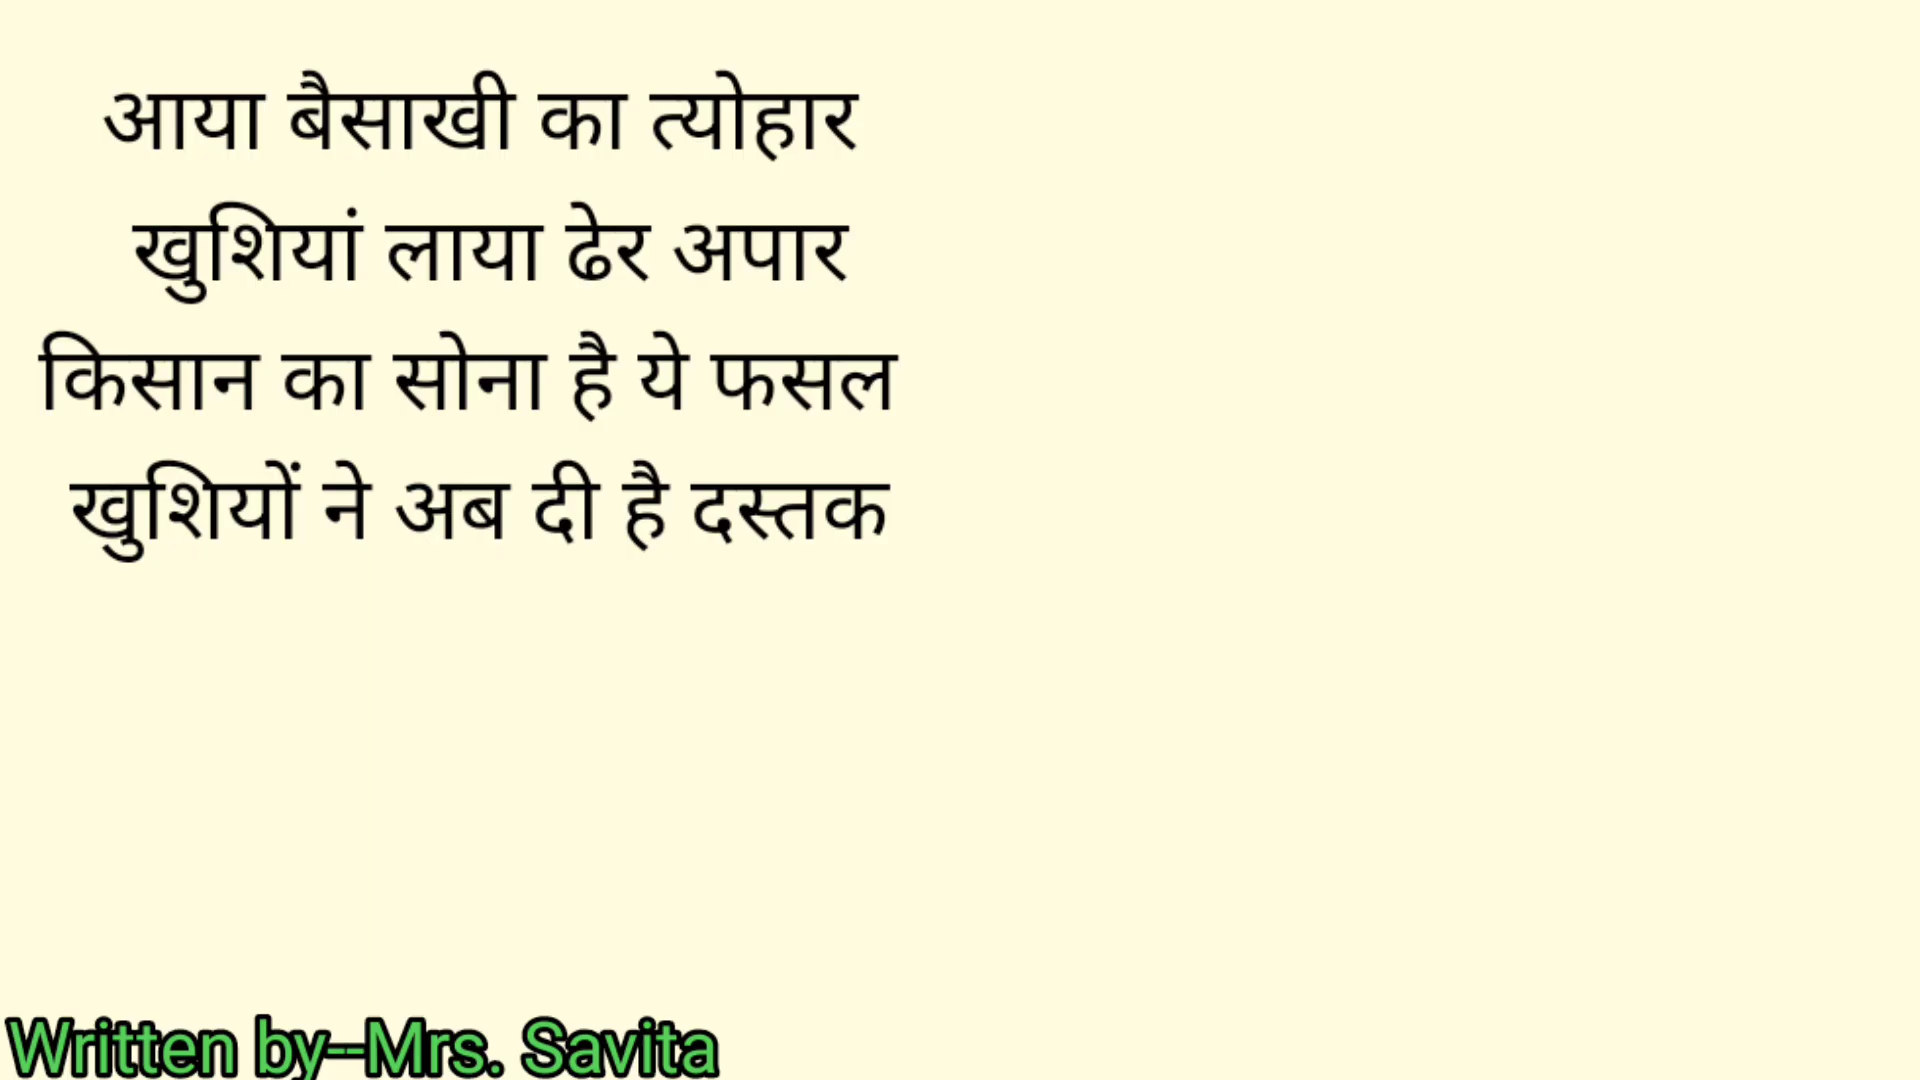 आया बैसाखी का त्योहार
खुशियां लाया ढेर अपार
किसान का सोना है ये फसल
खुशियों ने अब दी है दस्तक
Written by--Mrs. Savita